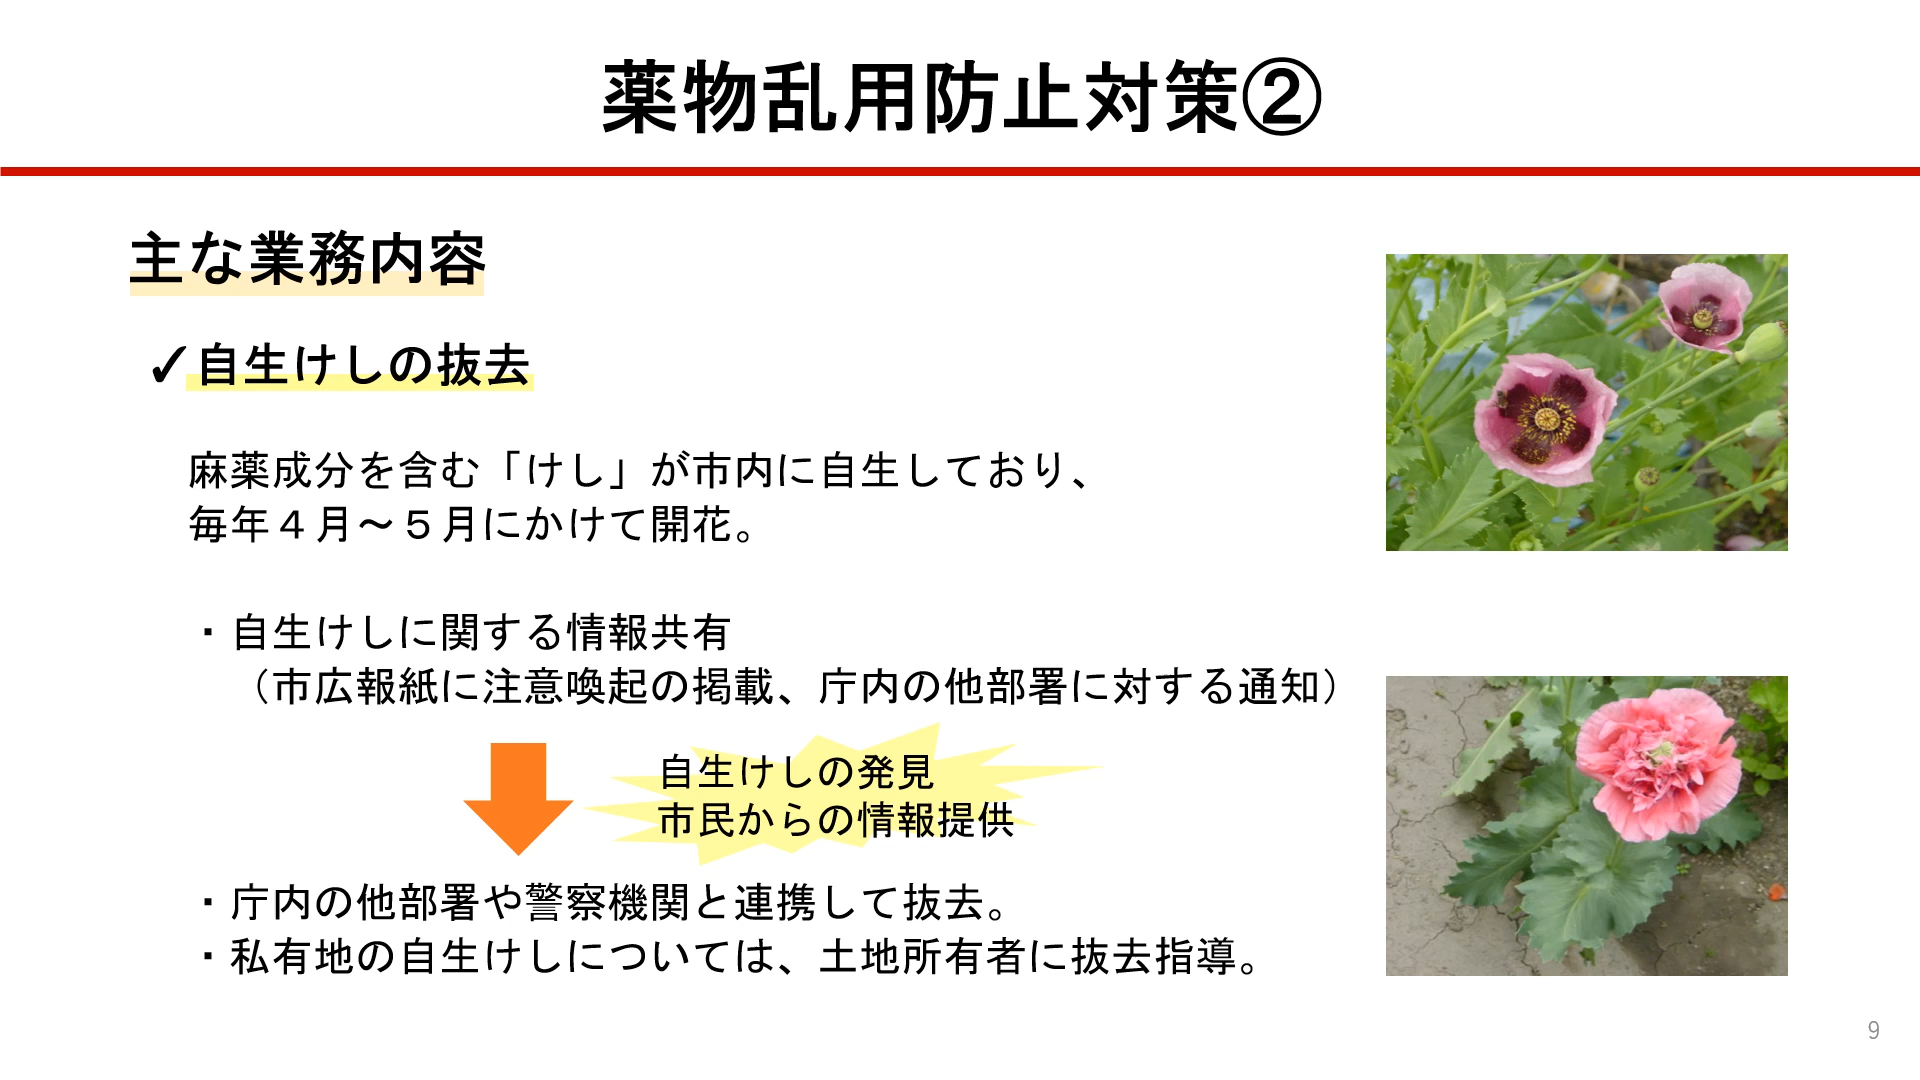 薬物乱用防止対策②
主な業務内容
✓自生けしの抜去
麻薬成分を含む「けし」が市内に自生しており、
毎年４月～５月にかけて開花。
・自生けしに関する情報共有
（市広報紙に注意喚起の掲載、庁内の他部署に対する通知）
自生けしの発見
市民からの情報提供
・庁内の他部署や警察機関と連携して抜去。
・私有地の自生けしについては、土地所有者に抜去指導。
9